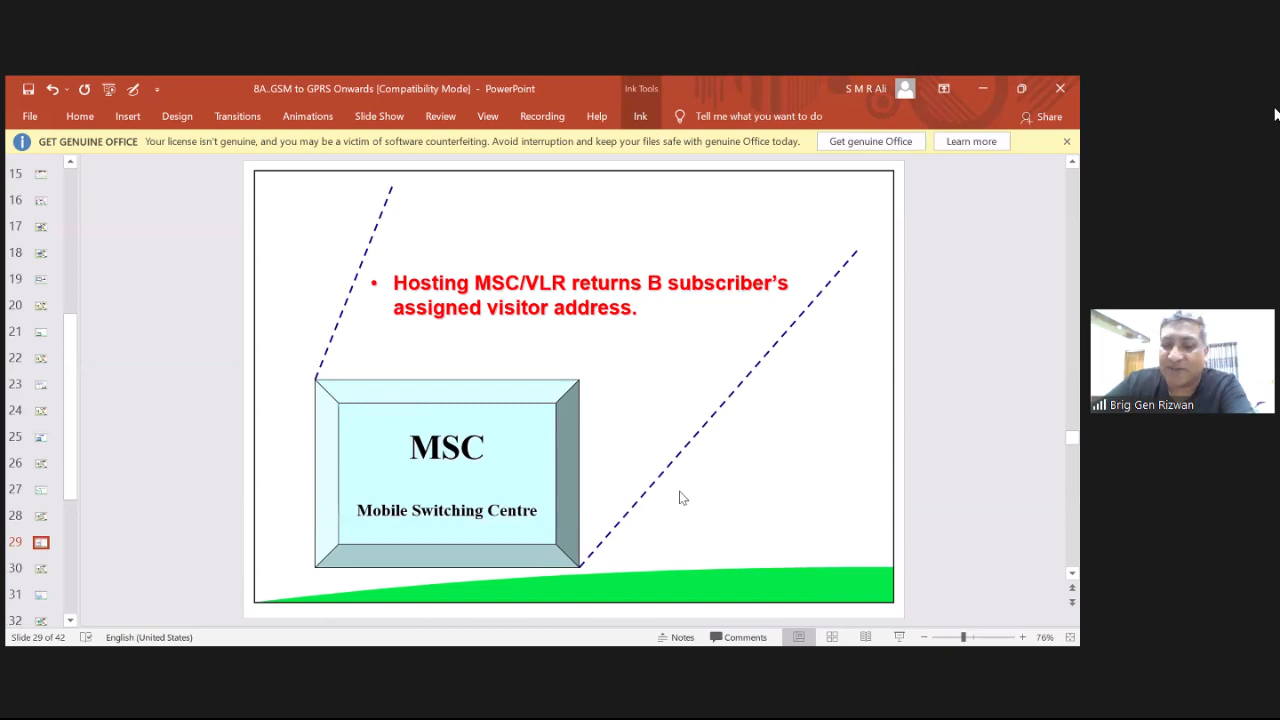 8A..GSM to GPRS Onwards [Compatibility Mode] - PowerPoint
Ink Tools
S M R Ali
File Home Insert Design Transitions Animations Slide Show Review View Recording Help Ink Tell me what you want to do Share
GET GENUINE OFFICE Your license isn't genuine, and you may be a victim of software counterfeiting. Avoid interruption and keep your files safe with genuine Office today. Get genuine Office Learn more
15
16
17
18
19
20
21
22
23
24
25
26
27
28
29
30
31
32
• Hosting MSC/VLR returns B subscriber’s
assigned visitor address.
MSC
Mobile Switching Centre
Brig Gen Rizwan
Slide 29 of 42 English (United States) Notes Comments 76%